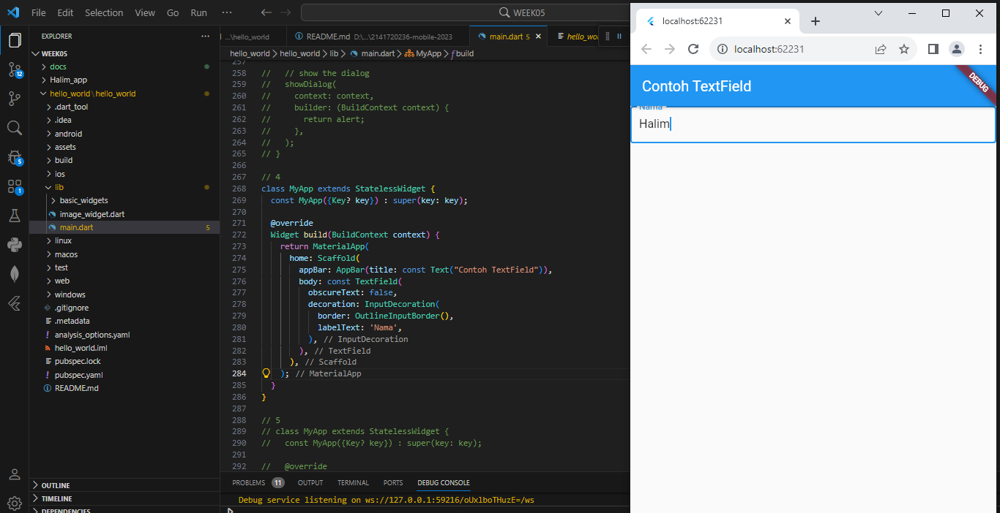 File Edit Selection View Go Run ··· WEEK05
EXPLORER
WEEK05
docs
Halim_app
hello_world \ hello_world
.dart_tool
.idea
android
assets
build
ios
lib
basic_widgets
image_widget.dart
main.dart 5
linux
macos
test
web
windows
.gitignore
.metadata
analysis_options.yaml
hello_world.iml
pubspec.lock
pubspec.yaml
README.md
OUTLINE
TIMELINE
DEPENDENCIES
12
5
1
...\hello_world README.md D:\...\2141720236-mobile-2023 main.dart 5
hello_world > hello_world > lib > main.dart > MyApp > build
257
258 // // show the dialog
259 // showDialog(
260 // context: context,
261 // builder: (BuildContext context) {
262 // return alert;
263 // },
264 // );
265 // }
266
267 // 4
268 class MyApp extends StatelessWidget {
269 const MyApp({Key? key}) : super(key: key);
270
271 @override
272 Widget build(BuildContext context) {
273 return MaterialApp(
274 home: Scaffold(
275 appBar: AppBar(title: const Text("Contoh TextField")),
276 body: const TextField(
277 obscureText: false,
278 decoration: InputDecoration(
279 border: OutlineInputBorder(),
280 labelText: 'Nama',
281 ), // InputDecoration
282 ), // TextField
283 ), // Scaffold
284 ); // MaterialApp
285 }
286 }
287
288 // 5
289 // class MyApp extends StatelessWidget {
290 // const MyApp({Key? key}) : super(key: key);
291
292 // @override
PROBLEMS 11 OUTPUT TERMINAL PORTS DEBUG CONSOLE
Debug service listening on ws://127.0.0.1:59216/oUxlboTHuzE=/ws
localhost:62231
localhost:62231
Contoh TextField
DEBUG
Nama
Halim